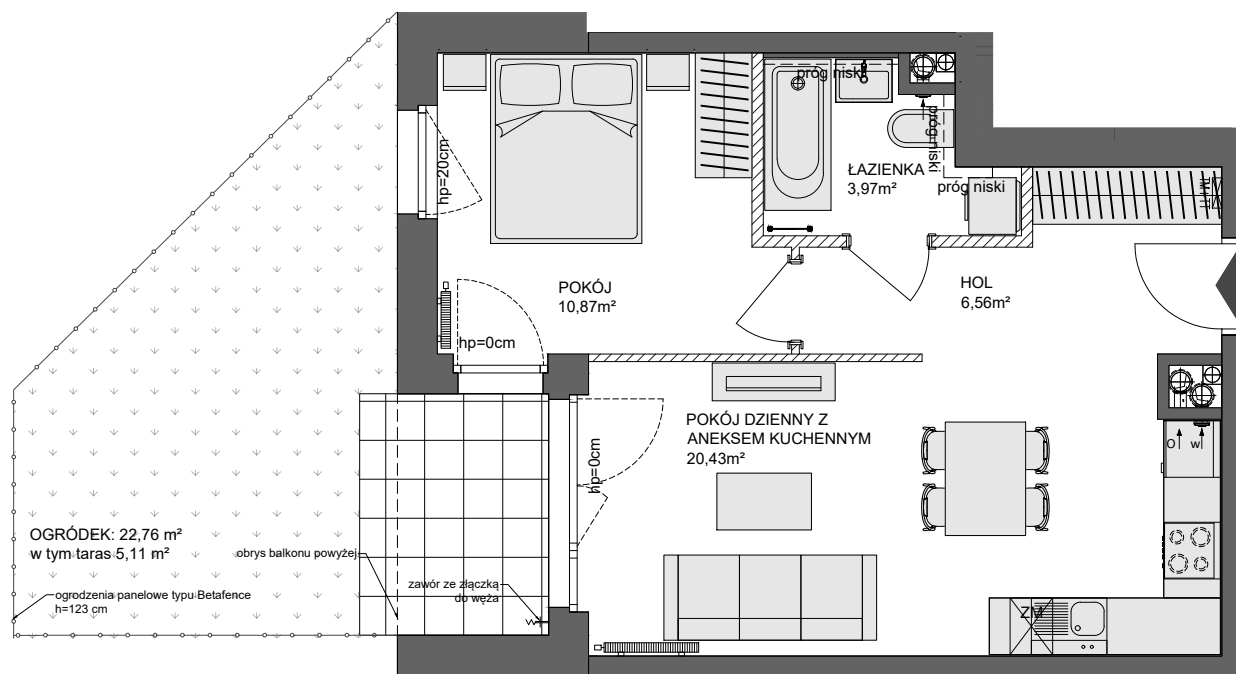 próg niski
próg niski
ŁAZIENKA
3,97m²
próg niski
hp=20cm
POKÓJ
10,87m²
HOL
6,56m²
hp=0cm
POKÓJ DZIENNY Z
ANEKSEM KUCHENNYM
20,43m²
hp=0cm
O w
OGRÓDEK: 22,76 m²
w tym taras 5,11 m²
obrys balkonu powyżej
zawór ze złączką
do węża
ogrodzenia panelowe typu Betafence
h=123 cm
ZM